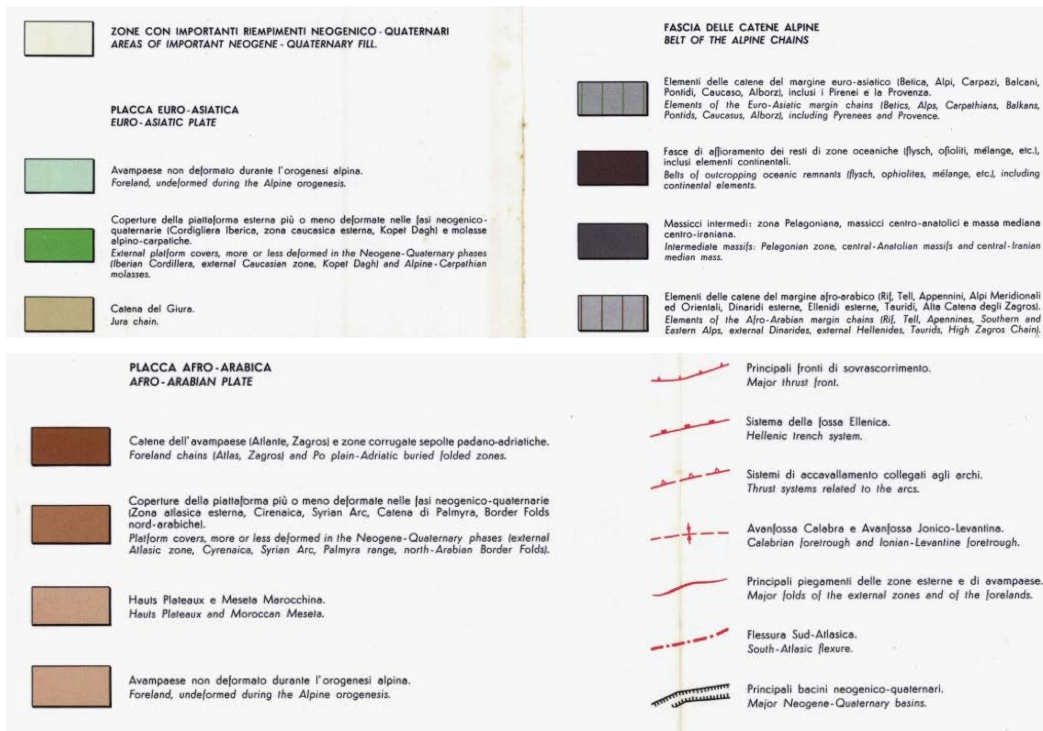 ZONE CON IMPORTANTI RIEMPIMENTI NEOGENICO-QUATERNARI
AREAS OF IMPORTANT NEOGENE-QUATERNARY FILL.
PLACCA EURO-ASIATICA
EURO-ASIATIC PLATE
Avampaese non deformato durante l'orogenesi alpina.
Foreland, undeformed during the Alpine orogenesis.
Coperture della piattaforma esterna più o meno deformate nelle fasi neogenico-
quaternarie (Cordigliera Iberica, zona caucasica esterna, Kopet Dagh) e molasse
alpino-carpatiche.
External platform covers, more or less deformed in the Neogene-Quaternary phases
(Iberian Cordillera, external Caucasian zone, Kopet Dagh) and Alpine-Carpathian
molasses.
Catena del Giura.
Jura chain.
FASCIA DELLE CATENE ALPINE
BELT OF THE ALPINE CHAINS
Elementi delle catene del margine euro-asiatico (Betica, Alpi, Carpazi, Balcani,
Pontidi, Caucaso, Alborz), inclusi i Pirenei e la Provenza.
Elements of the Euro-Asiatic margin chains (Betics, Alps, Carpathians, Balkans,
Pontids, Caucasus, Alborz), including Pyrenees and Provence.
Fasce di affioramento dei resti di zone oceaniche (flysch, ofioliti, mélange, etc.),
inclusi elementi continentali.
Belts of outcropping oceanic remnants (flysch, ophiolites, mélange, etc.), including
continental elements.
Massicci intermedi: zona Pelagoniana, massicci centro-anatolici e massa mediana
centro-iraniana.
Intermediate massifs: Pelagonian zone, central-Anatolian massifs and central-Iranian
median mass.
Elementi delle catene del margine afro-arabico (Rif, Tell, Appennini, Alpi Meridionali
ed Orientali, Dinaridi esterne, Ellenidi esterne, Tauridi, Alta Catena degli Zagros).
Elements of the Afro-Arabian margin chains (Rif, Tell, Apennines, Southern and
Eastern Alps, external Dinarides, external Hellenides, Taurids, High Zagros Chain).
PLACCA AFRO-ARABICA
AFRO-ARABIAN PLATE
Catene dell'avampaese (Atlante, Zagros) e zone corrugate sepolte padano-adriatiche.
Foreland chains (Atlas, Zagros) and Po plain-Adriatic buried folded zones.
Coperture della piattaforma più o meno deformate nelle fasi neogenico-quaternarie
(Zona atlasica esterna, Cirenaica, Syrian Arc, Catena di Palmyra, Border Folds
nord-arabiche).
Platform covers, more or less deformed in the Neogene-Quaternary phases (external
Atlasic zone, Cyrenaica, Syrian Arc, Palmyra range, north-Arabian Border Folds).
Hauts Plateaux e Meseta Marocchina.
Hauts Plateaux and Moroccan Meseta.
Avampaese non deformato durante l'orogenesi alpina.
Foreland, undeformed during the Alpine orogenesis.
Principali fronti di sovrascorrimento.
Major thrust front.
Sistema della fossa Ellenica.
Hellenic trench system.
Sistemi di accavallamento collegati agli archi.
Thrust systems related to the arcs.
Avanfossa Calabra e Avanfossa Jonico-Levantina.
Calabrian foretrough and Ionian-Levantine foretrough.
Principali piegamenti delle zone esterne e di avampaese.
Major folds of the external zones and of the forelands.
Flessura Sud-Atlasica.
South-Atlasic flexure.
Principali bacini neogenico-quaternari.
Major Neogene-Quaternary basins.